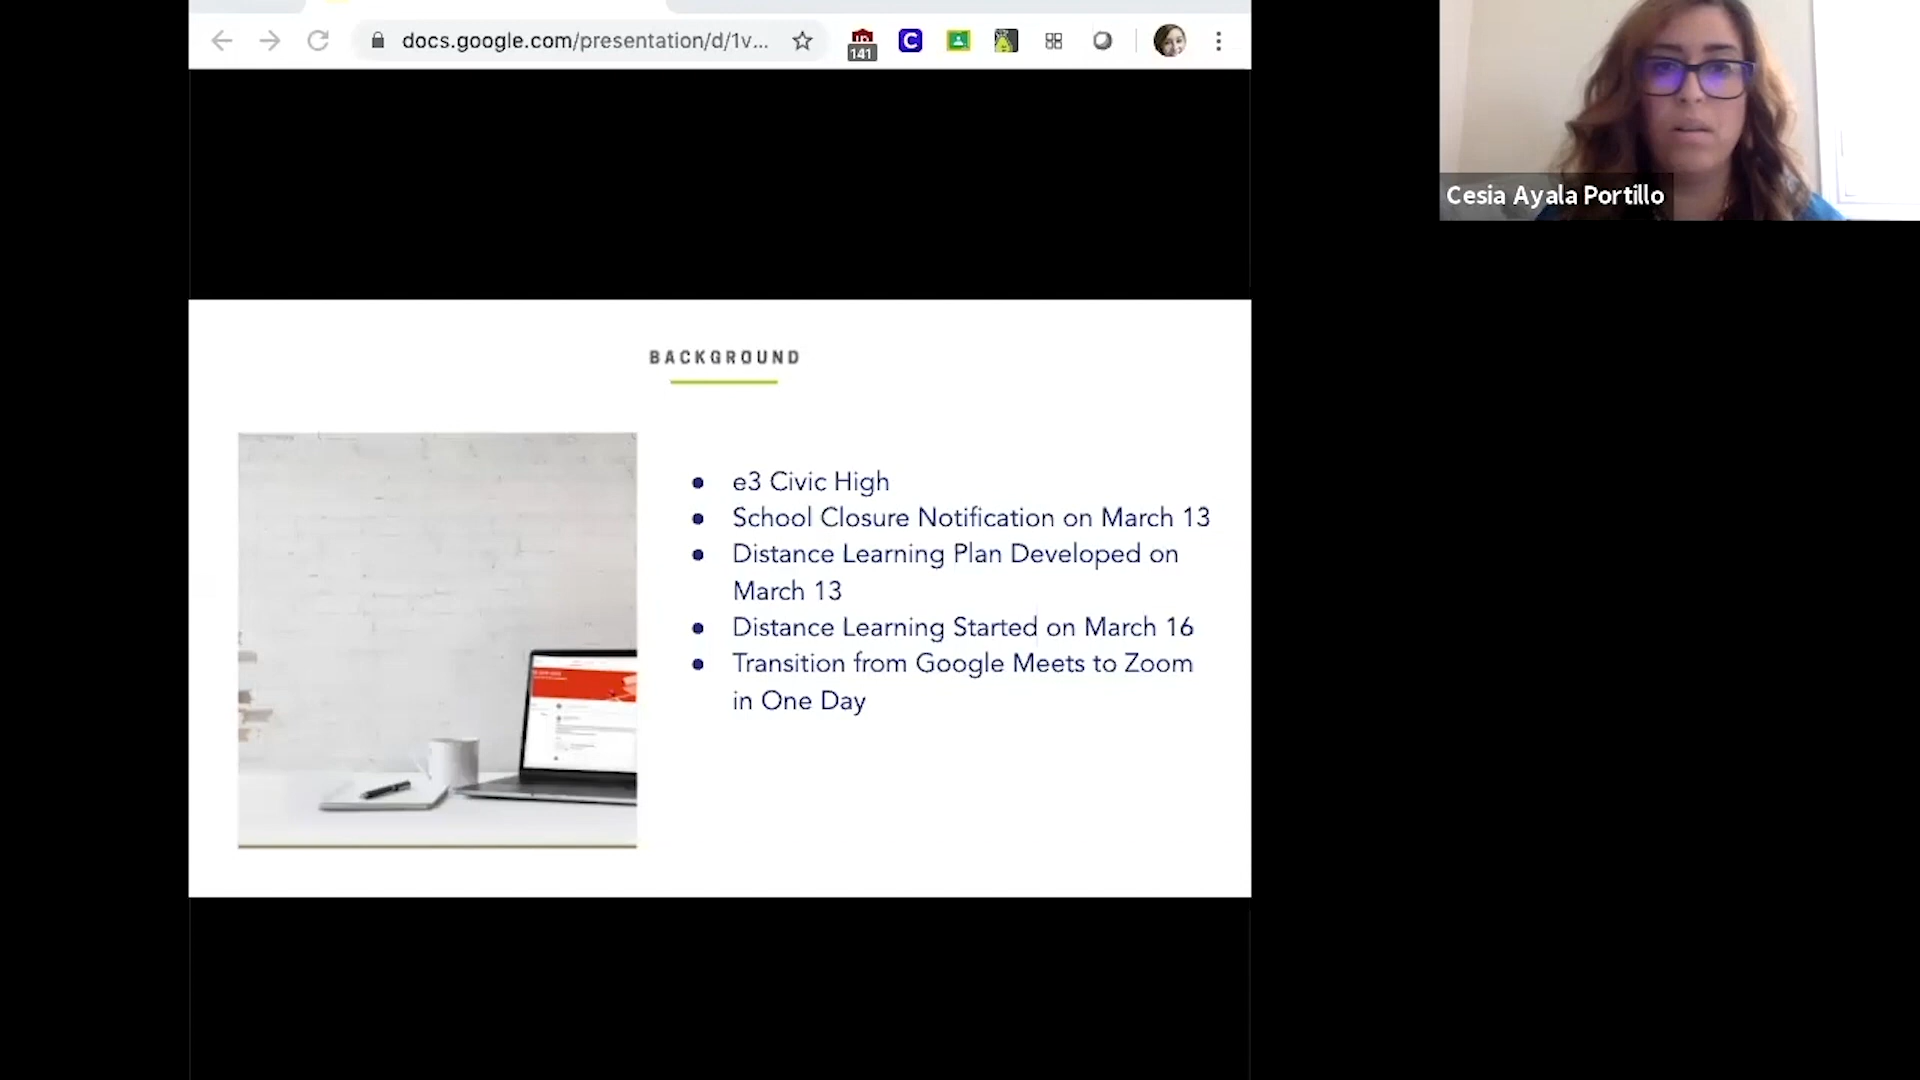 docs.google.com/presentation/d/1v...
141
C
Cesia Ayala Portillo
BACKGROUND
● e3 Civic High
● School Closure Notification on March 13
● Distance Learning Plan Developed on
March 13
● Distance Learning Started on March 16
● Transition from Google Meets to Zoom
in One Day